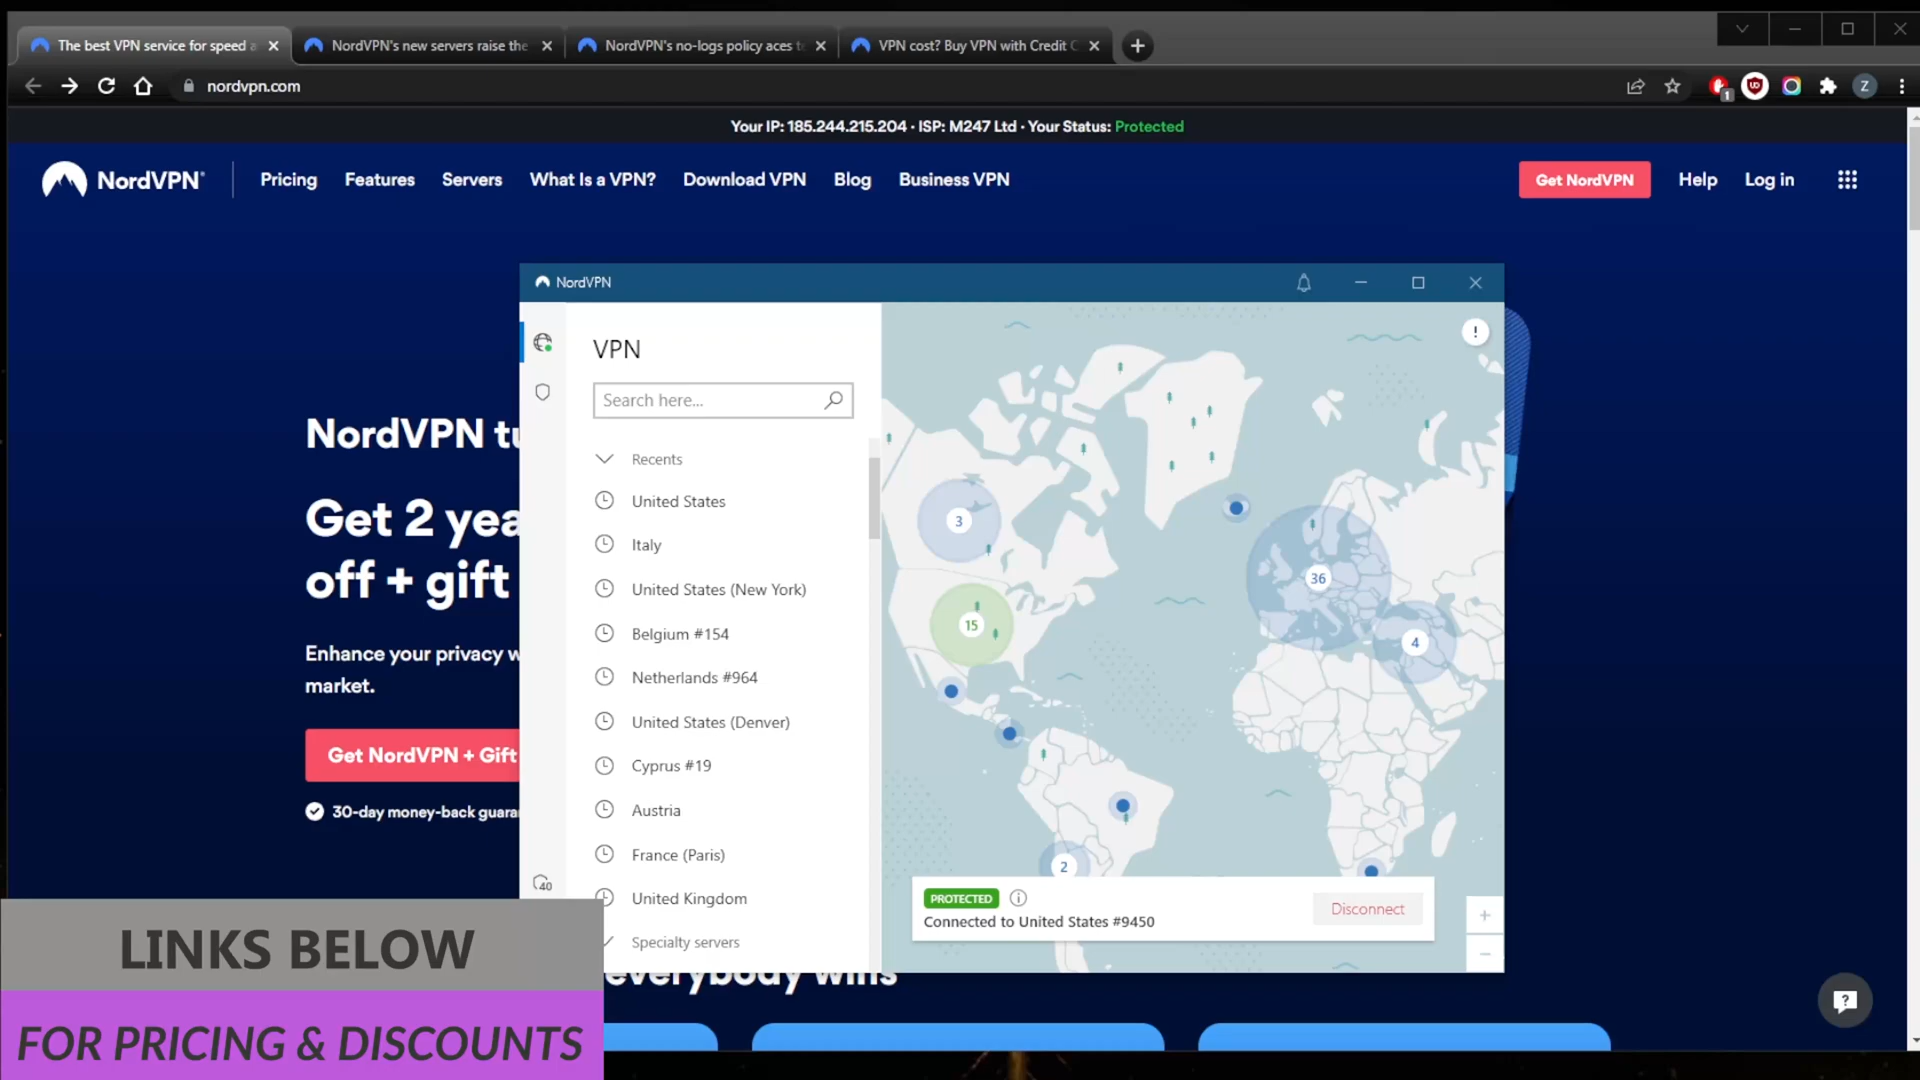 The best VPN service for speed a
NordVPN's new servers raise the
NordVPN's no-logs policy aces t
VPN cost? Buy VPN with Credit C
nordvpn.com
1
Z
Your IP: 185.244.215.204 · ISP: M247 Ltd · Your Status: Protected
NordVPN®
Pricing
Features
Servers
What Is a VPN?
Download VPN
Blog
Business VPN
Get NordVPN
Help
Log in
NordVPN
NordVPN tu
Get 2 yea
off + gift
Enhance your privacy w
market.
Get NordVPN + Gift
30-day money-back guara
VPN
Search here...
Recents
United States
Italy
United States (New York)
Belgium #154
Netherlands #964
United States (Denver)
Cyprus #19
Austria
France (Paris)
United Kingdom
Specialty servers
40
3
15
36
4
2
PROTECTED
Connected to United States #9450
Disconnect
everybody wins
LINKS BELOW
FOR PRICING & DISCOUNTS